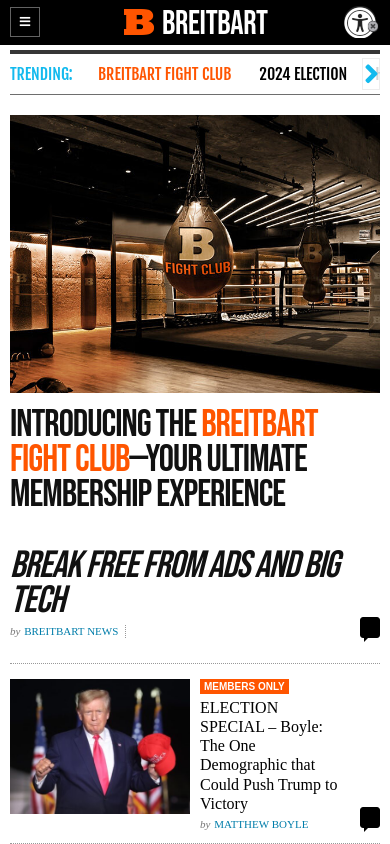 B BREITBART
TRENDING: BREITBART FIGHT CLUB 2024 ELECTION
B
FIGHT CLUB
INTRODUCING THE BREITBART
FIGHT CLUB—YOUR ULTIMATE
MEMBERSHIP EXPERIENCE
BREAK FREE FROM ADS AND BIG
TECH
by BREITBART NEWS
MEMBERS ONLY
ELECTION
SPECIAL – Boyle:
The One
Demographic that
Could Push Trump to
Victory
by MATTHEW BOYLE